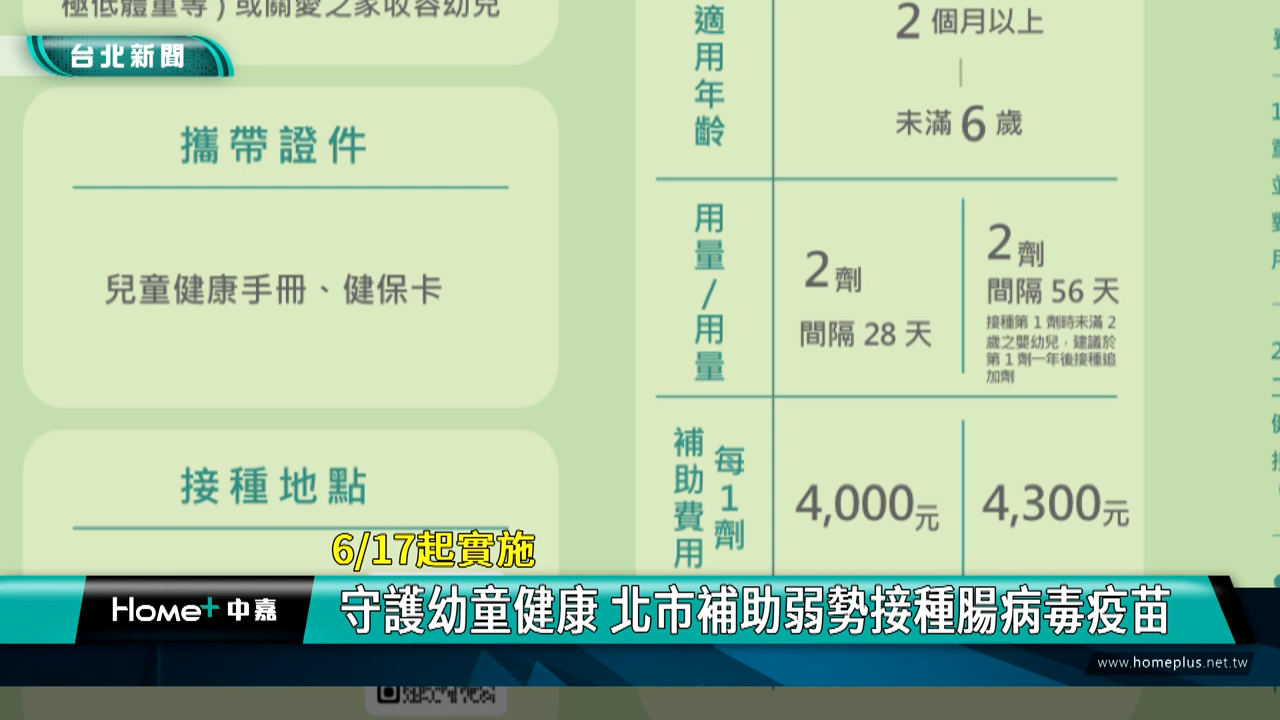 極低體重等）或關愛之家收容幼兒
台北新聞
攜帶證件
兒童健康手冊、健保卡
接種地點
適用年齡
2個月以上
未滿6歲
用量/用量
2劑
間隔 28 天
2劑
間隔 56 天
接種第 1 劑時未滿 2
歲之嬰幼兒，建議於
第 1 劑一年後接種追
加劑
每1劑
補助費用
4,000元
4,300元
6/17起實施
Home+中嘉
守護幼童健康 北市補助弱勢接種腸病毒疫苗
www.homeplus.net.tw